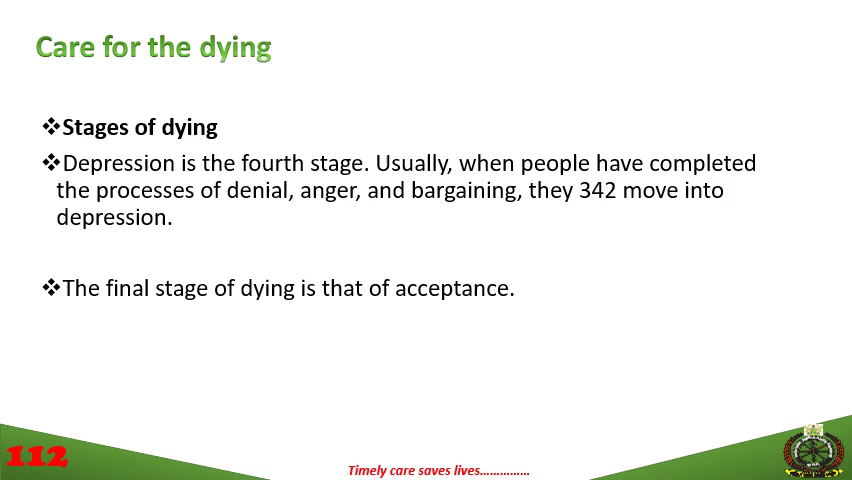 Care for the dying
❖Stages of dying
❖Depression is the fourth stage. Usually, when people have completed
the processes of denial, anger, and bargaining, they 342 move into
depression.
❖The final stage of dying is that of acceptance.
112
Timely care saves lives……………